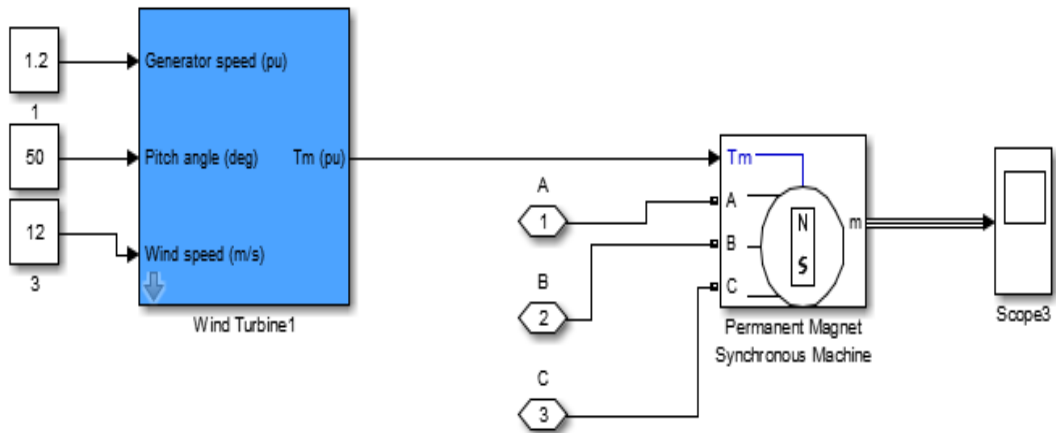 1.2
1
50
12
3
Generator speed (pu)
Pitch angle (deg)
Tm (pu)
Wind speed (m/s)
Wind Turbine1
A
1
B
2
C
3
Tm
A
B
C
N
S
m
Permanent Magnet
Synchronous Machine
Scope3